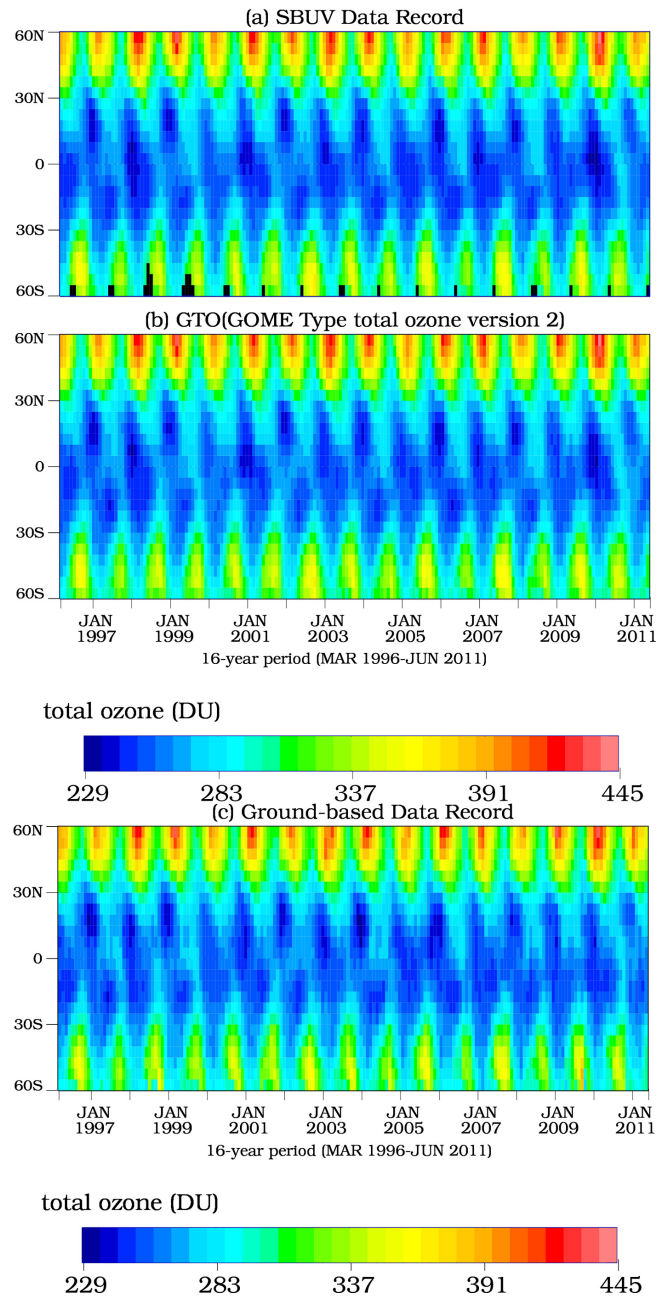 (a) SBUV Data Record
60N
30N
0
30S
60S
(b) GTO(GOME Type total ozone version 2)
60N
30N
0
30S
60S
JAN JAN JAN JAN JAN JAN JAN JAN
1997 1999 2001 2003 2005 2007 2009 2011
16-year period (MAR 1996-JUN 2011)
total ozone (DU)
229 283 337 391 445
(c) Ground-based Data Record
60N
30N
0
30S
60S
JAN JAN JAN JAN JAN JAN JAN JAN
1997 1999 2001 2003 2005 2007 2009 2011
16-year period (MAR 1996-JUN 2011)
total ozone (DU)
229 283 337 391 445